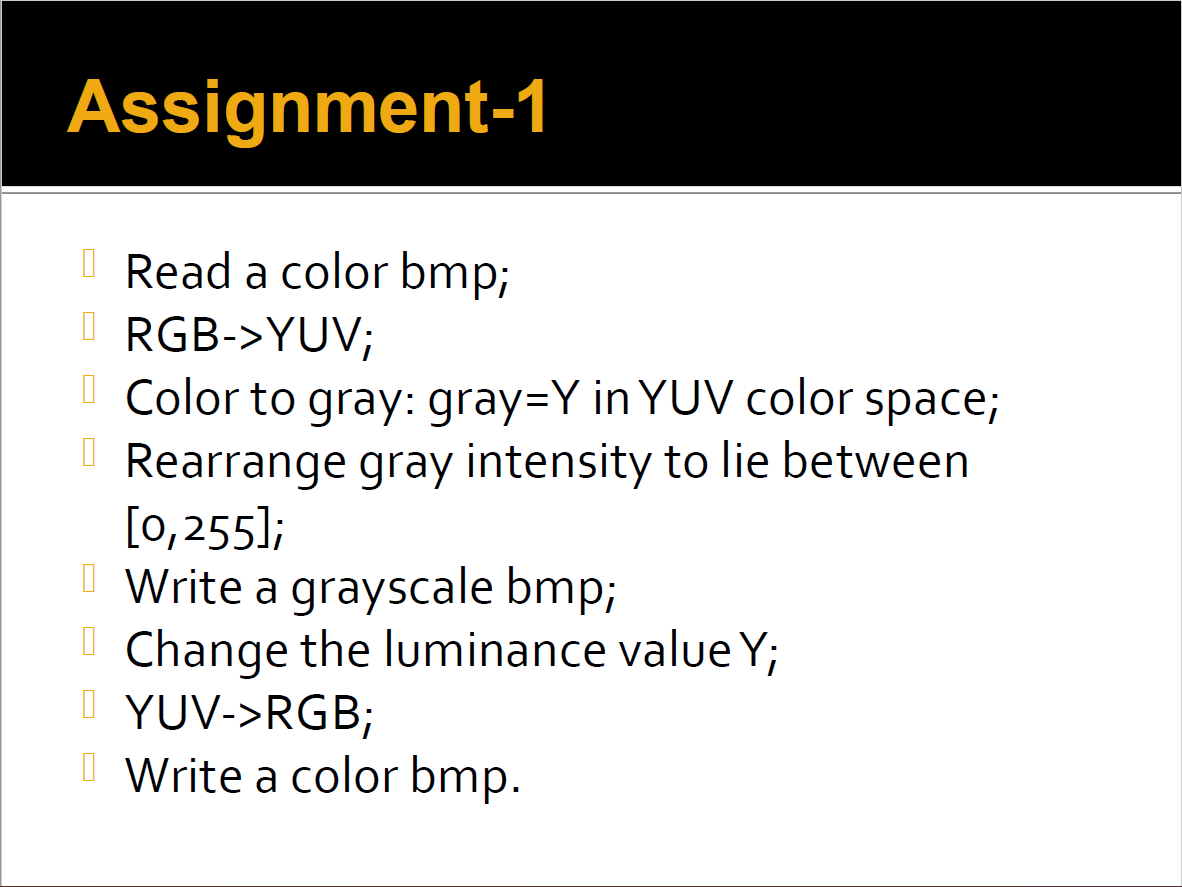 Assignment-1
Read a color bmp;
RGB->YUV;
Color to gray: gray=Y in YUV color space;
Rearrange gray intensity to lie between
[0,255];
Write a grayscale bmp;
Change the luminance value Y;
YUV->RGB;
Write a color bmp.